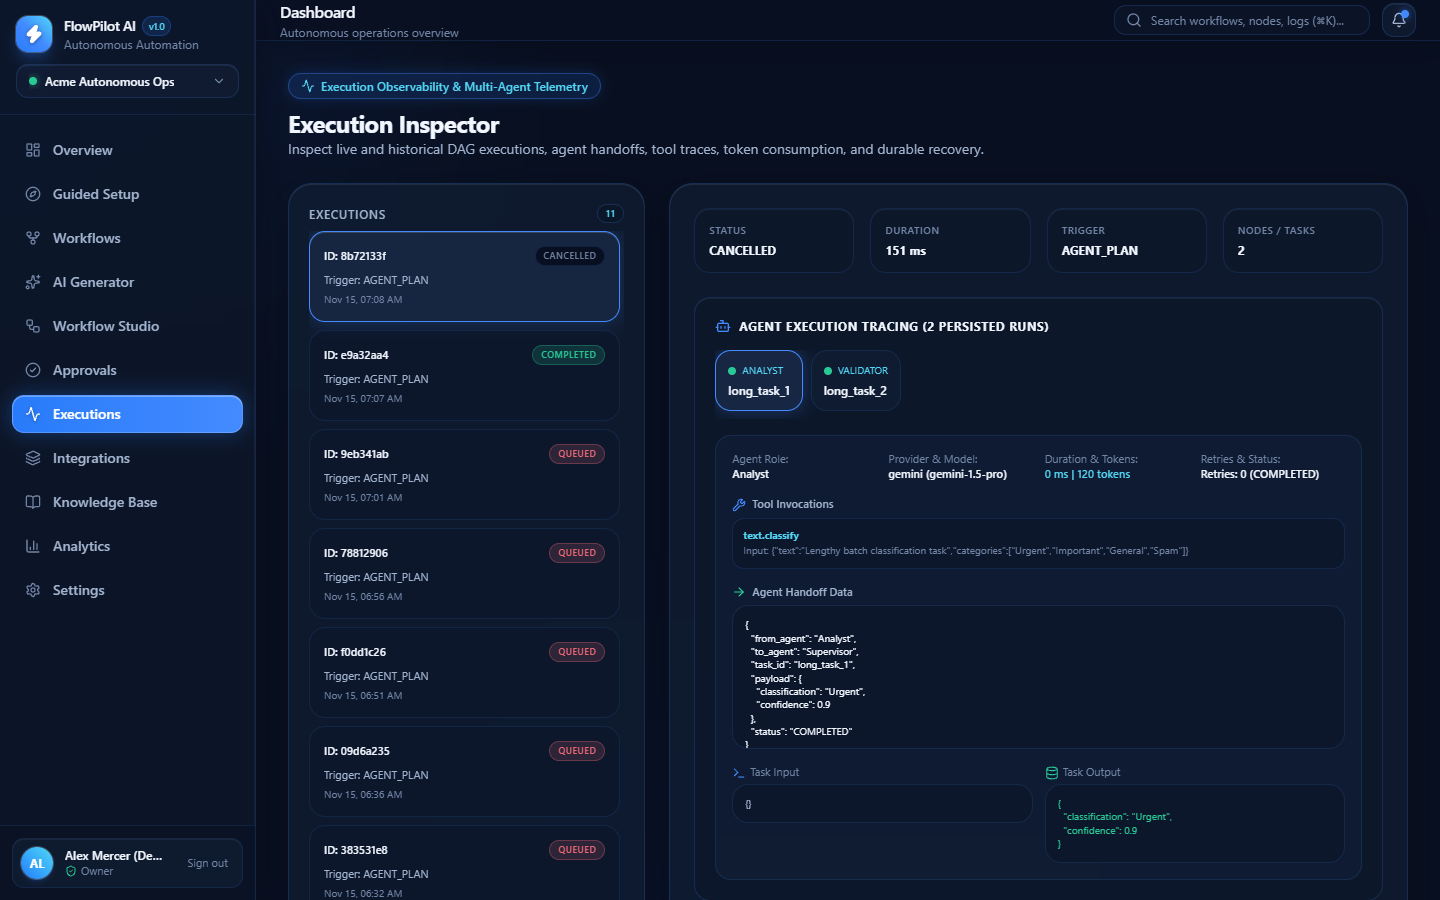 FlowPilot AI v1.0
Autonomous Automation
Acme Autonomous Ops
Overview
Guided Setup
Workflows
AI Generator
Workflow Studio
Approvals
Executions
Integrations
Knowledge Base
Analytics
Settings
AL
Alex Mercer (De...
Owner
Sign out
Dashboard
Autonomous operations overview
Search workflows, nodes, logs (⌘K)...
Execution Observability & Multi-Agent Telemetry
Execution Inspector
Inspect live and historical DAG executions, agent handoffs, tool traces, token consumption, and durable recovery.
EXECUTIONS 11
ID: 8b72133f CANCELLED
Trigger: AGENT_PLAN
Nov 15, 07:08 AM
ID: e9a32aa4 COMPLETED
Trigger: AGENT_PLAN
Nov 15, 07:07 AM
ID: 9eb341ab QUEUED
Trigger: AGENT_PLAN
Nov 15, 07:01 AM
ID: 78812906 QUEUED
Trigger: AGENT_PLAN
Nov 15, 06:56 AM
ID: f0dd1c26 QUEUED
Trigger: AGENT_PLAN
Nov 15, 06:51 AM
ID: 09d6a235 QUEUED
Trigger: AGENT_PLAN
Nov 15, 06:36 AM
ID: 383531e8 QUEUED
Trigger: AGENT_PLAN
Nov 15, 06:32 AM
STATUS
CANCELLED
DURATION
151 ms
TRIGGER
AGENT_PLAN
NODES / TASKS
2
AGENT EXECUTION TRACING (2 PERSISTED RUNS)
ANALYST
long_task_1
VALIDATOR
long_task_2
Agent Role:
Analyst
Provider & Model:
gemini (gemini-1.5-pro)
Duration & Tokens:
0 ms | 120 tokens
Retries & Status:
Retries: 0 (COMPLETED)
Tool Invocations
text.classify
Input: {"text":"Lengthy batch classification task","categories":["Urgent","Important","General","Spam"]}
Agent Handoff Data
{
"from_agent": "Analyst",
"to_agent": "Supervisor",
"task_id": "long_task_1",
"payload": {
"classification": "Urgent",
"confidence": 0.9
},
"status": "COMPLETED"
}
Task Input
{}
Task Output
{
"classification": "Urgent",
"confidence": 0.9
}